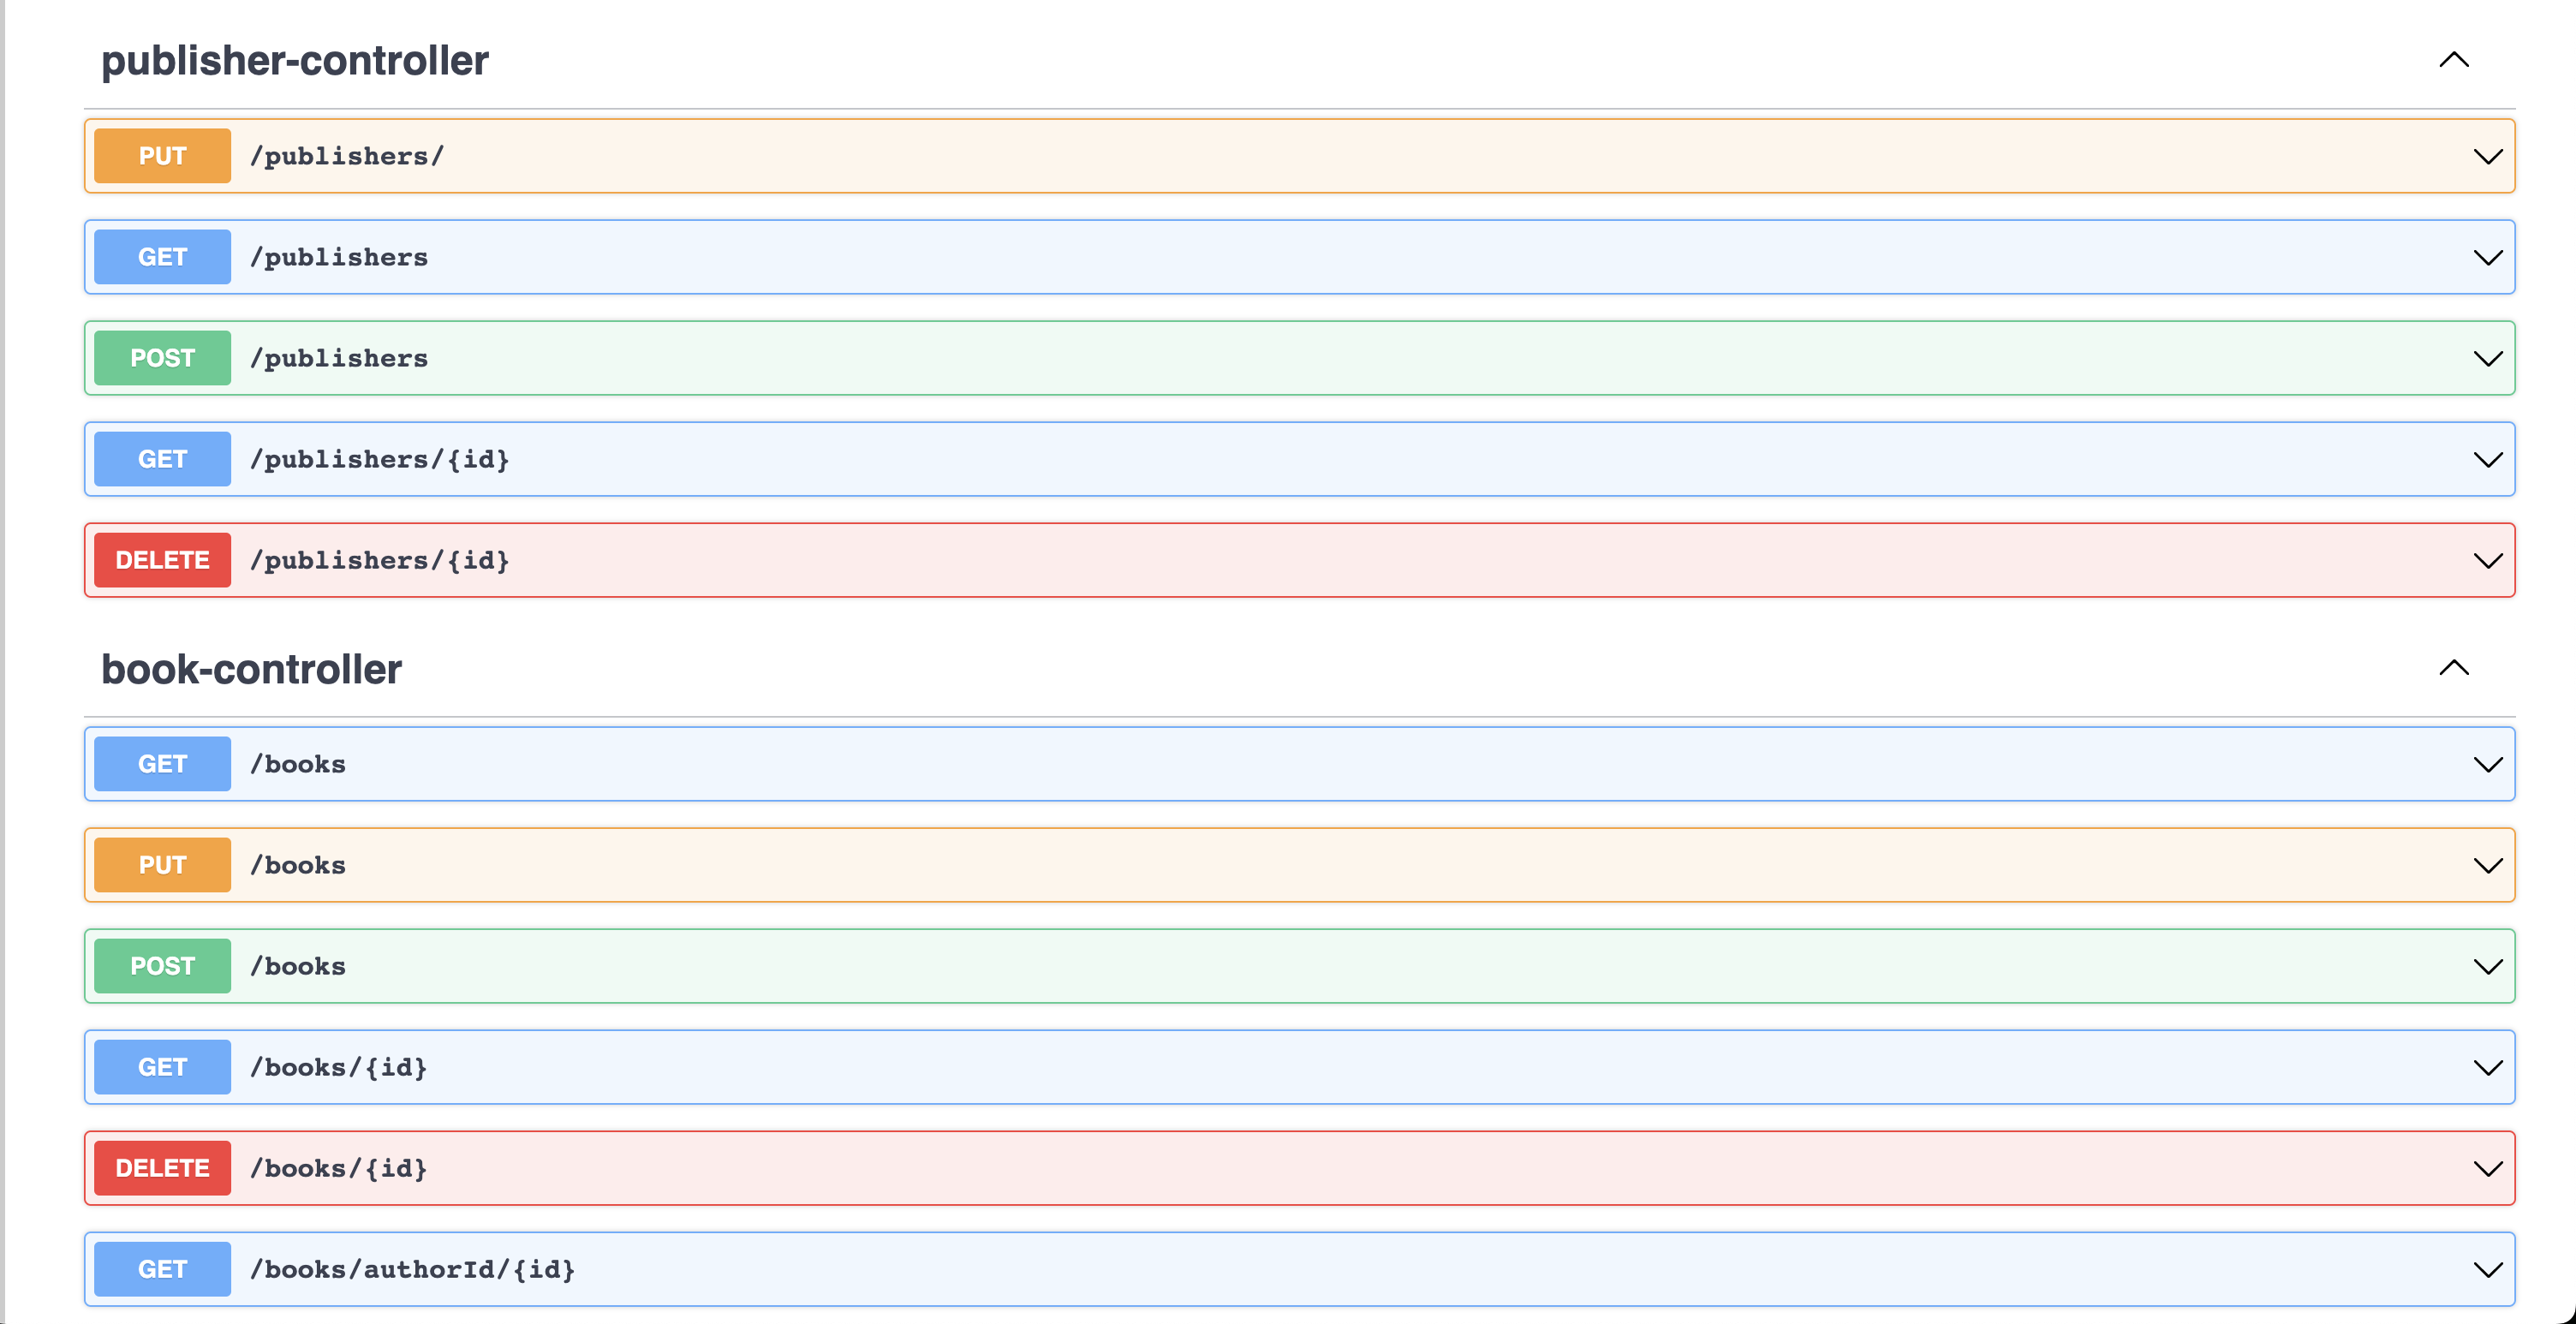 publisher-controller
PUT /publishers/
GET /publishers
POST /publishers
GET /publishers/{id}
DELETE /publishers/{id}
book-controller
GET /books
PUT /books
POST /books
GET /books/{id}
DELETE /books/{id}
GET /books/authorId/{id}